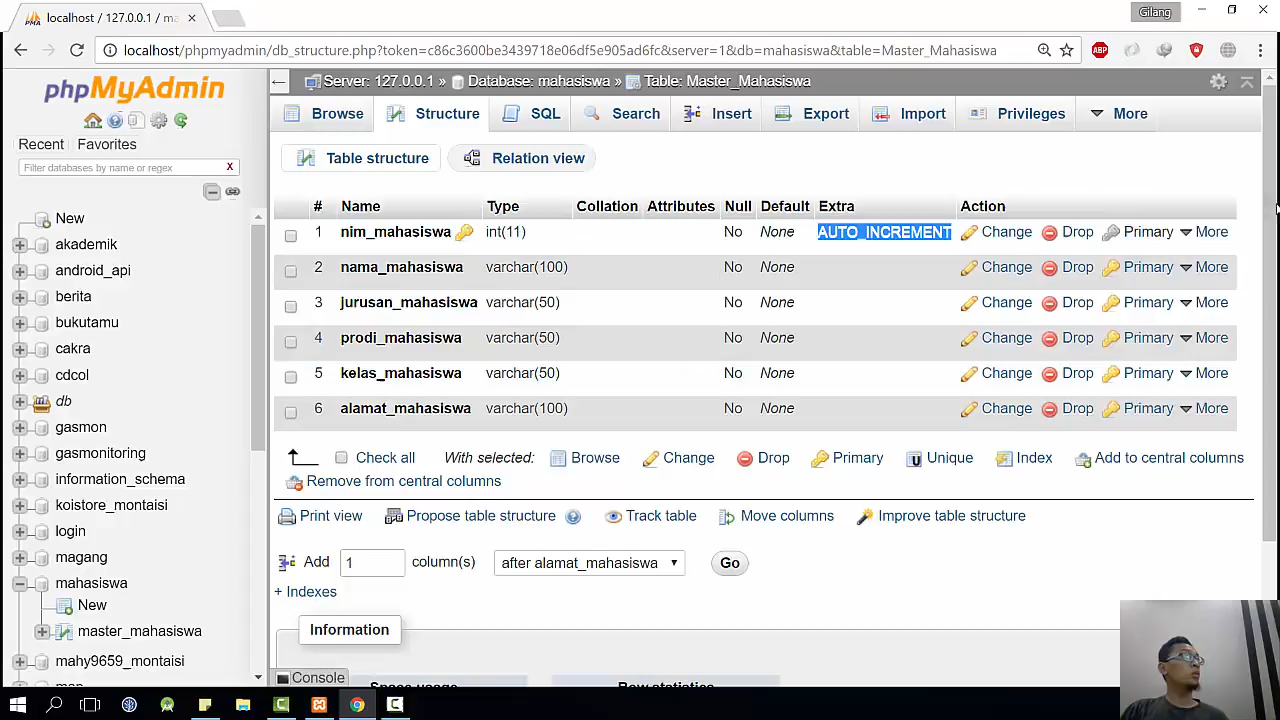 localhost / 127.0.0.1 / ma
Gilang
localhost/phpmyadmin/db_structure.php?token=c86c3600be3439718e06df5e905ad6fc&server=1&db=mahasiswa&table=Master_Mahasiswa
phpMyAdmin
Recent Favorites
Filter databases by name or regex X
New
akademik
android_api
berita
bukutamu
cakra
cdcol
db
gasmon
gasmonitoring
information_schema
koistore_montaisi
login
magang
mahasiswa
New
master_mahasiswa
mahy9659_montaisi
Server: 127.0.0.1 » Database: mahasiswa » Table: Master_Mahasiswa
Browse Structure SQL Search Insert Export Import Privileges More
Table structure Relation view
# Name Type Collation Attributes Null Default Extra Action
1 nim_mahasiswa int(11) No None AUTO_INCREMENT Change Drop Primary More
2 nama_mahasiswa varchar(100) No None Change Drop Primary More
3 jurusan_mahasiswa varchar(50) No None Change Drop Primary More
4 prodi_mahasiswa varchar(50) No None Change Drop Primary More
5 kelas_mahasiswa varchar(50) No None Change Drop Primary More
6 alamat_mahasiswa varchar(100) No None Change Drop Primary More
Check all With selected: Browse Change Drop Primary Unique Index Add to central columns
Remove from central columns
Print view Propose table structure Track table Move columns Improve table structure
Add 1 column(s) after alamat_mahasiswa Go
+ Indexes
Information
Console
Space usage Row statistics